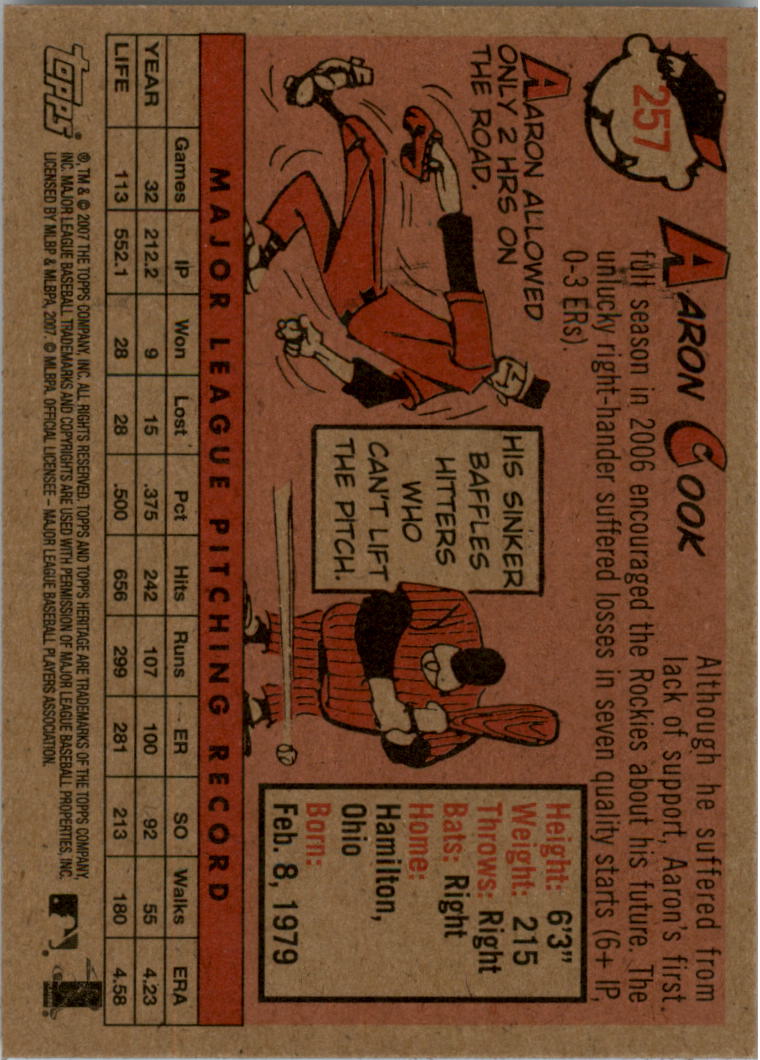 257
AARON COOK
Although he suffered from
lack of support, Aaron's first
full season in 2006 encouraged the Rockies about his future. The
unlucky right-hander suffered losses in seven quality starts (6+ IP,
0-3 ERs).
AARON ALLOWED
ONLY 2 HRS ON
THE ROAD.
HIS SINKER
BAFFLES
HITTERS
WHO
CAN'T LIFT
THE PITCH.
Height: 6'3"
Weight: 215
Throws: Right
Bats: Right
Home:
Hamilton,
Ohio
Born:
Feb. 8, 1979
MAJOR LEAGUE PITCHING RECORD
Games IP Won Lost Pct Hits Runs ER SO Walks ERA
YEAR 32 212.2 9 15 .375 242 107 100 92 55 4.23
LIFE 113 552.1 28 28 .500 656 299 281 213 180 4.58
TOPPS®
®, TM & © 2007 THE TOPPS COMPANY, INC. ALL RIGHTS RESERVED. TOPPS AND TOPPS HERITAGE ARE TRADEMARKS OF THE TOPPS COMPANY,
INC. MAJOR LEAGUE BASEBALL TRADEMARKS AND COPYRIGHTS ARE USED WITH PERMISSION OF MAJOR LEAGUE BASEBALL PROPERTIES, INC.
LICENSED BY MLBP & MLBPA, 2007. © MLBPA, OFFICIAL LICENSEE – MAJOR LEAGUE BASEBALL PLAYERS ASSOCIATION.